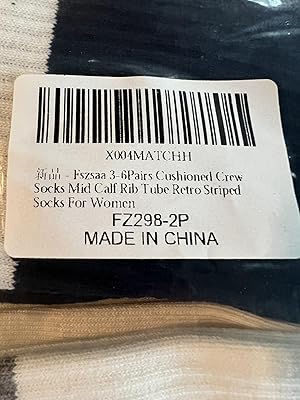 X004MATCHH
新品 - Fszsaa 3-6Pairs Cushioned Crew
Socks Mid Calf Rib Tube Retro Striped
Socks For Women
FZ298-2P
MADE IN CHINA